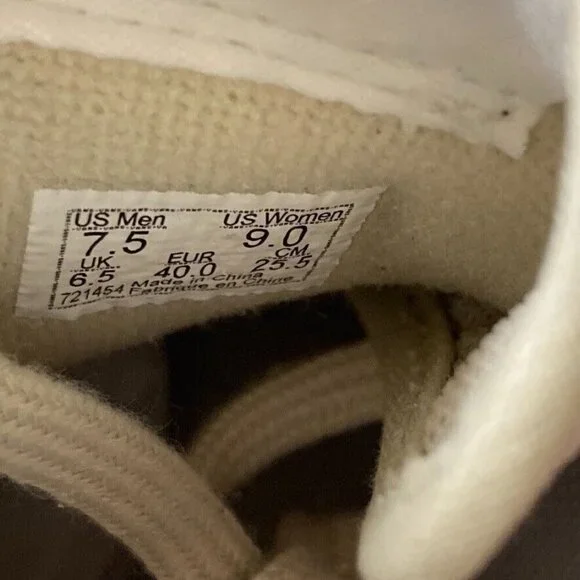 US Men US Women
7.5 9.0
UK. EUR CM.
6.5 40.0 25.5
721454 Made in China
Fabriqué en Chine